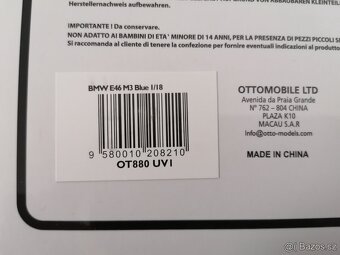 Herstellernachweis aufbewahren.
IMPORTANTE ! Da conservare.
NON ADATTO AI BAMBINI DI ETA' MINORE DI 14 ANNI, PER LA PRESENZA DI PEZZI PICCOLI
Si raccomanda al cliente di tenere la confezione per fornire eventuali indicazioni al produttore
BMW E46 M3 Blue 1/18
9 580010 208210
OT880 UV1
OTTOMOBILE LTD
Avenida da Praia Grande
N° 762 – 804 CHINA
PLAZA K10
MACAU S.A.R
Info@otto-models.com
MADE IN CHINA
sbazos.cz